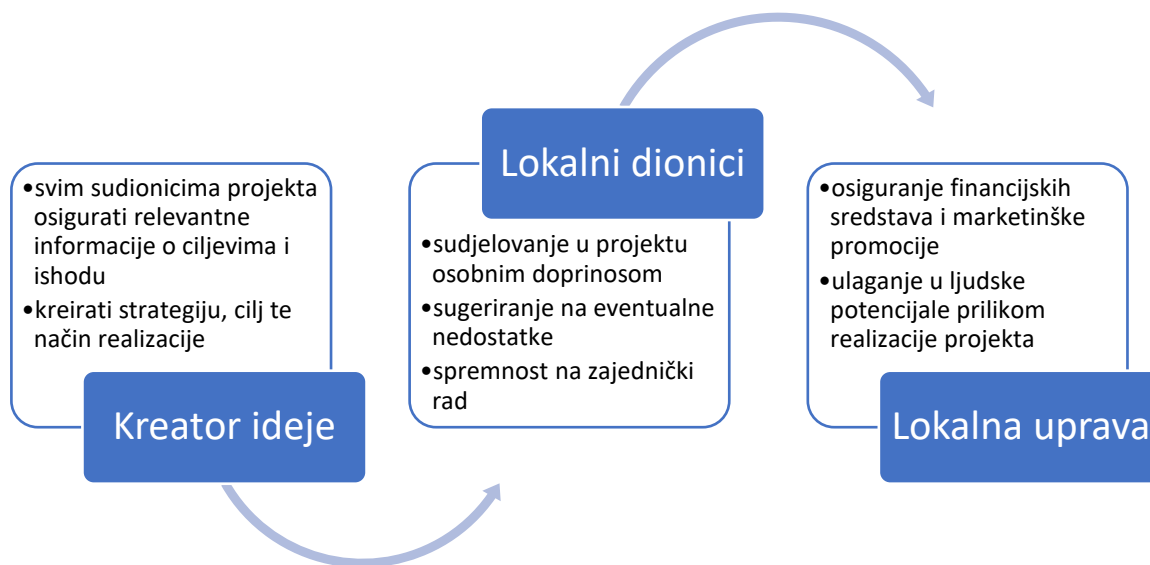 •svim sudionicima projekta
osigurati relevantne
informacije o ciljevima i
ishodu
•kreirati strategiju, cilj te
način realizacije
Kreator ideje
Lokalni dionici
•sudjelovanje u projektu
osobnim doprinosom
•sugeriranje na eventualne
nedostatke
•spremnost na zajednički
rad
•osiguranje financijskih
sredstava i marketinške
promocije
•ulaganje u ljudske
potencijale prilikom
realizacije projekta
Lokalna uprava